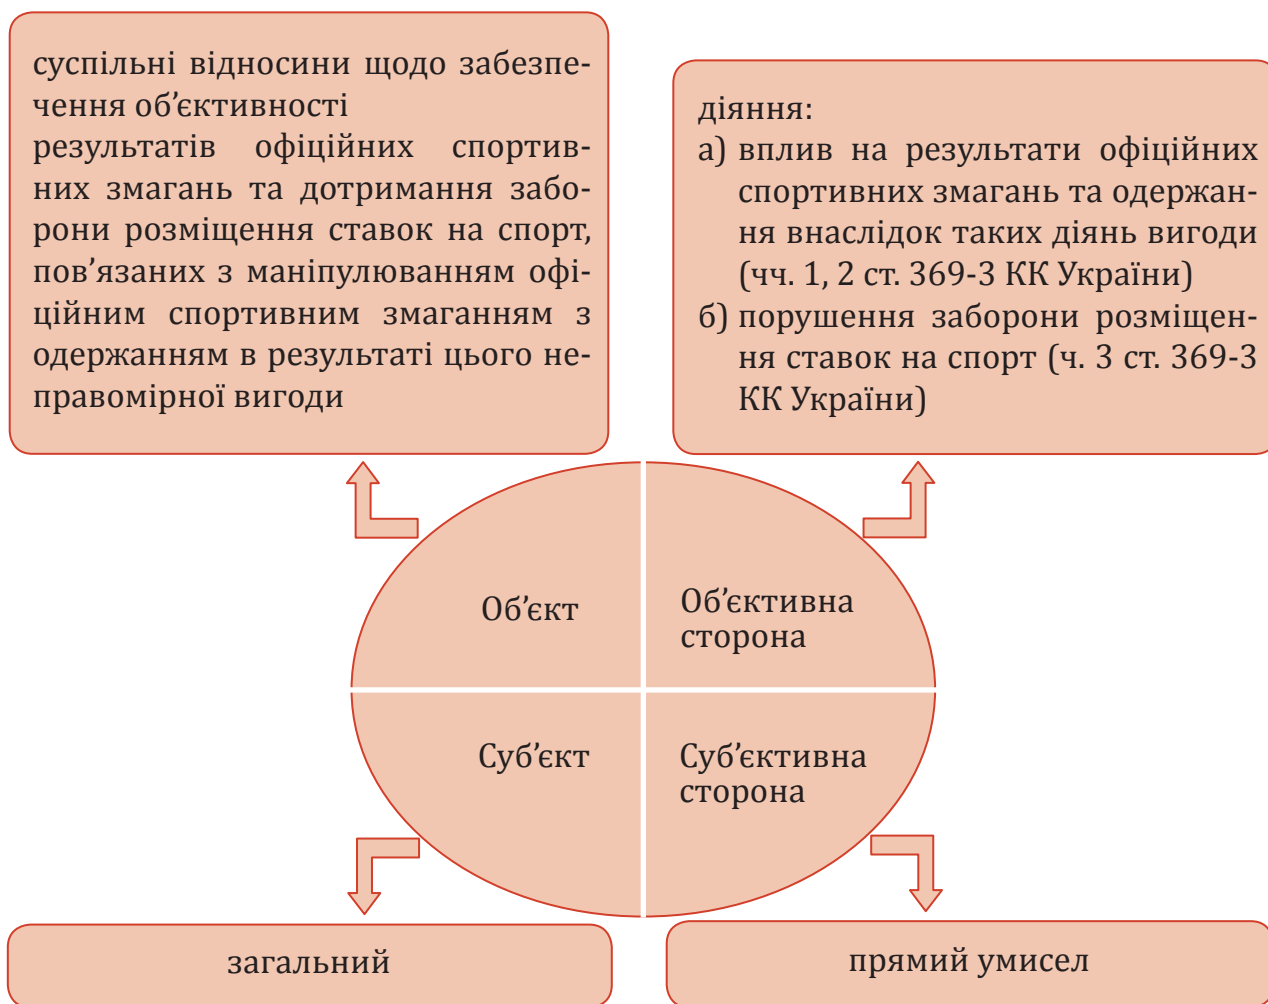 суспільні відносини щодо забезпе-
чення об’єктивності
результатів офіційних спортив-
них змагань та дотримання забо-
рони розміщення ставок на спорт,
пов’язаних з маніпулюванням офі-
ційним спортивним змаганням з
одержанням в результаті цього не-
правомірної вигоди
діяння:
а) вплив на результати офіційних
спортивних змагань та одержан-
ня внаслідок таких діянь вигоди
(чч. 1, 2 ст. 369-3 КК України)
б) порушення заборони розміщен-
ня ставок на спорт (ч. 3 ст. 369-3
КК України)
Об’єкт
Об’єктивна
сторона
Суб’єкт
Суб’єктивна
сторона
загальний
прямий умисел